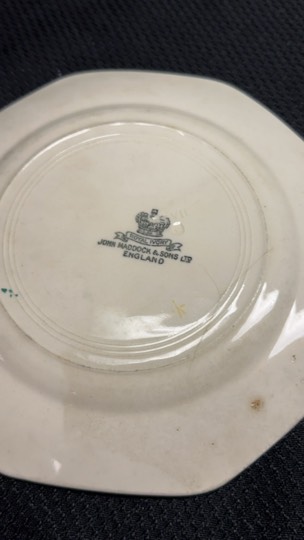 ROYAL IVORY
JOHN MADDOCK & SONS LTD
ENGLAND